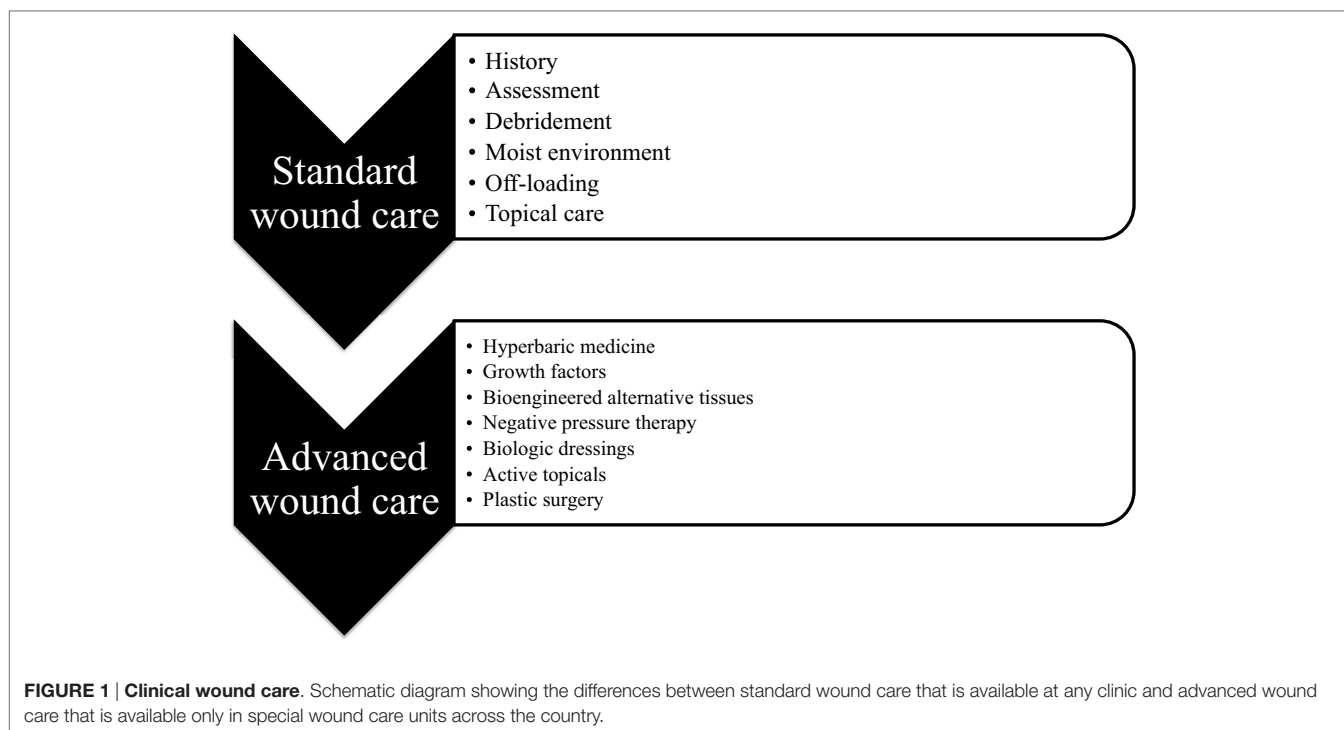 Standard
wound care
• History
• Assessment
• Debridement
• Moist environment
• Off-loading
• Topical care
Advanced
wound care
• Hyperbaric medicine
• Growth factors
• Bioengineered alternative tissues
• Negative pressure therapy
• Biologic dressings
• Active topicals
• Plastic surgery
FIGURE 1 | Clinical wound care. Schematic diagram showing the differences between standard wound care that is available at any clinic and advanced wound
care that is available only in special wound care units across the country.